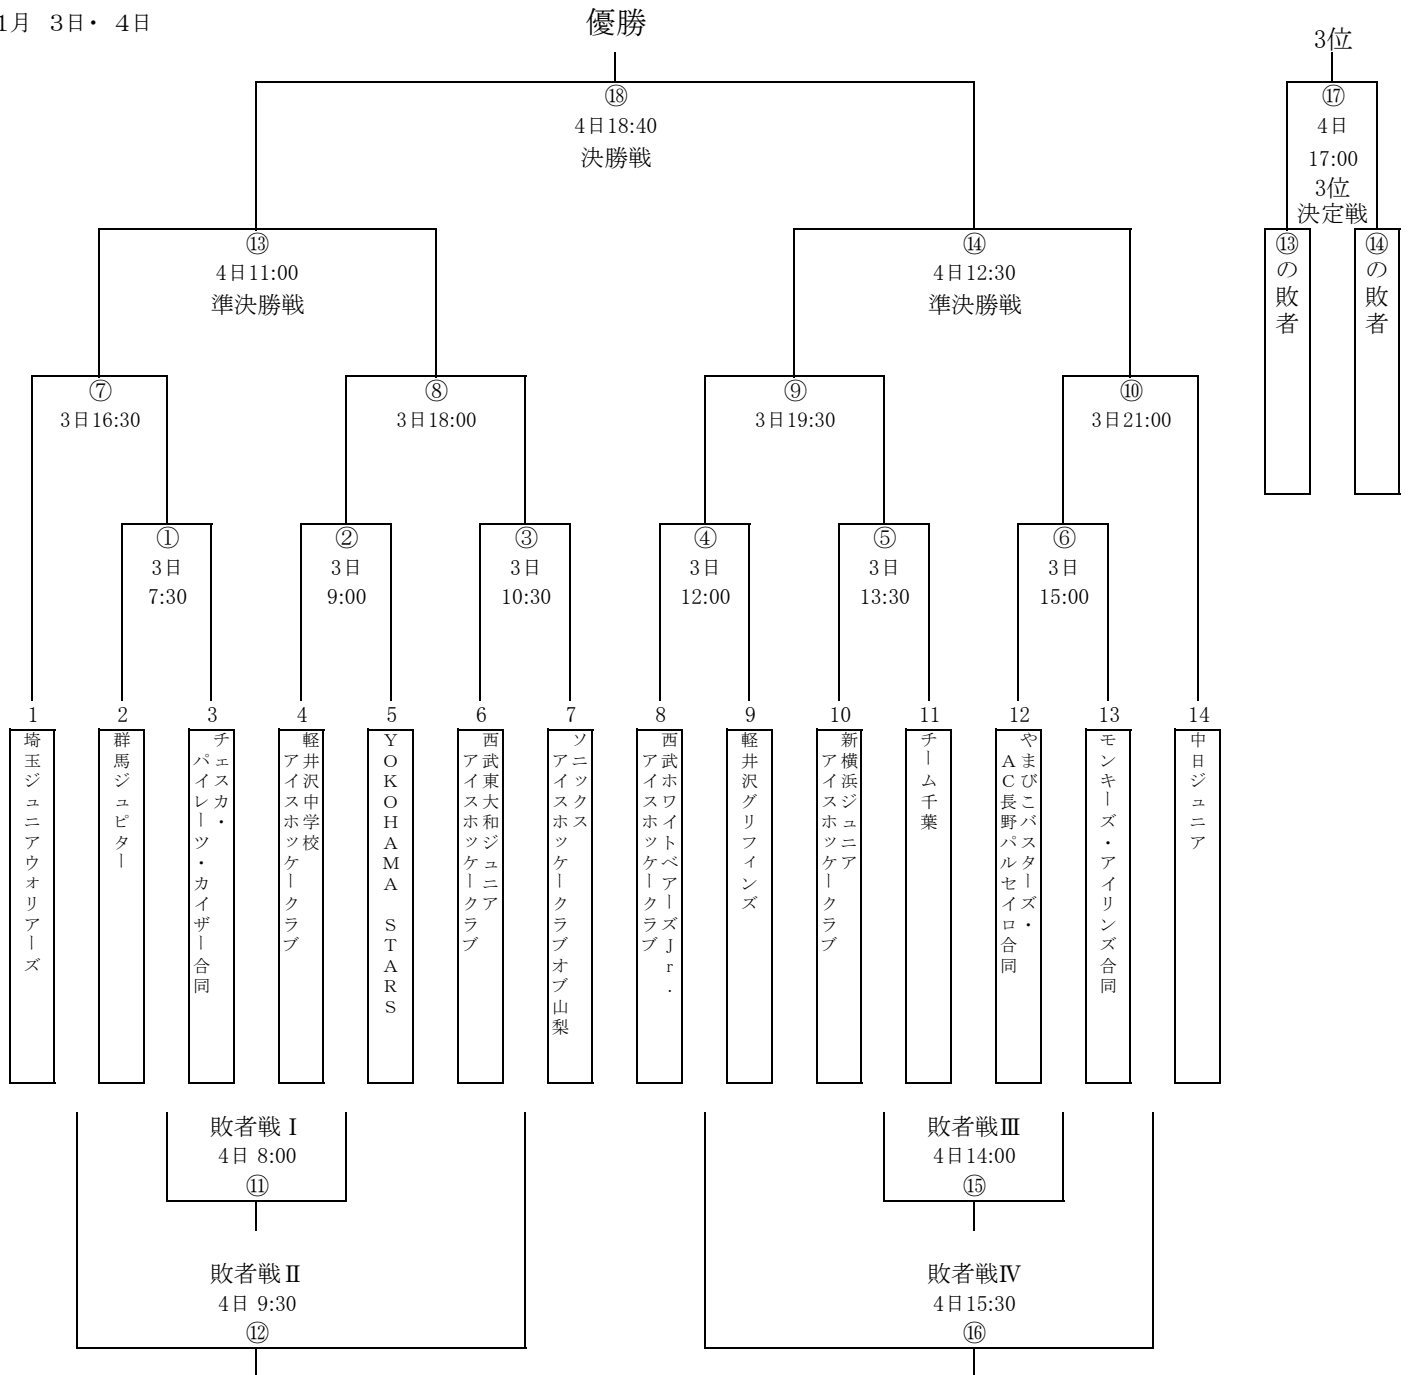 1月 3日・ 4日
優勝
3位
⑱
4日18:40
決勝戦
⑰
4日
17:00
3位
決定戦
⑬
4日11:00
準決勝戦
⑭
4日12:30
準決勝戦
⑬の敗者
⑭の敗者
⑦
3日16:30
⑧
3日18:00
⑨
3日19:30
⑩
3日21:00
①
3日
7:30
②
3日
9:00
③
3日
10:30
④
3日
12:00
⑤
3日
13:30
⑥
3日
15:00
1
埼玉ジュニアウオリアーズ
2
群馬ジュピター
3
チェスカ・
パイレーツ・カイザー合同
4
軽井沢中学校
アイスホッケークラブ
5
YOKOHAMA STARS
6
西武東大和ジュニア
アイスホッケークラブ
7
ソニックス
アイスホッケークラブオブ山梨
8
西武ホワイトベアーズJr.
アイスホッケークラブ
9
軽井沢グリフィンズ
10
新横浜ジュニア
アイスホッケークラブ
11
チーム千葉
12
やまびこバスターズ・
AC長野パルセイロ合同
13
モンキーズ・アイリンズ合同
14
中日ジュニア
敗者戦Ⅰ
4日 8:00
⑪
敗者戦Ⅲ
4日14:00
⑮
敗者戦Ⅱ
4日 9:30
⑫
敗者戦Ⅳ
4日15:30
⑯